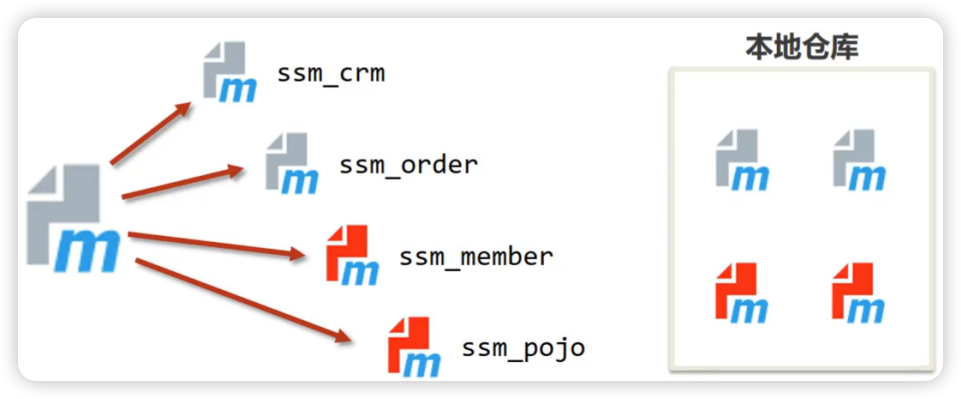 本地仓库
m ssm_crm
m m
m ssm_order
m
m ssm_member
m m
m ssm_pojo